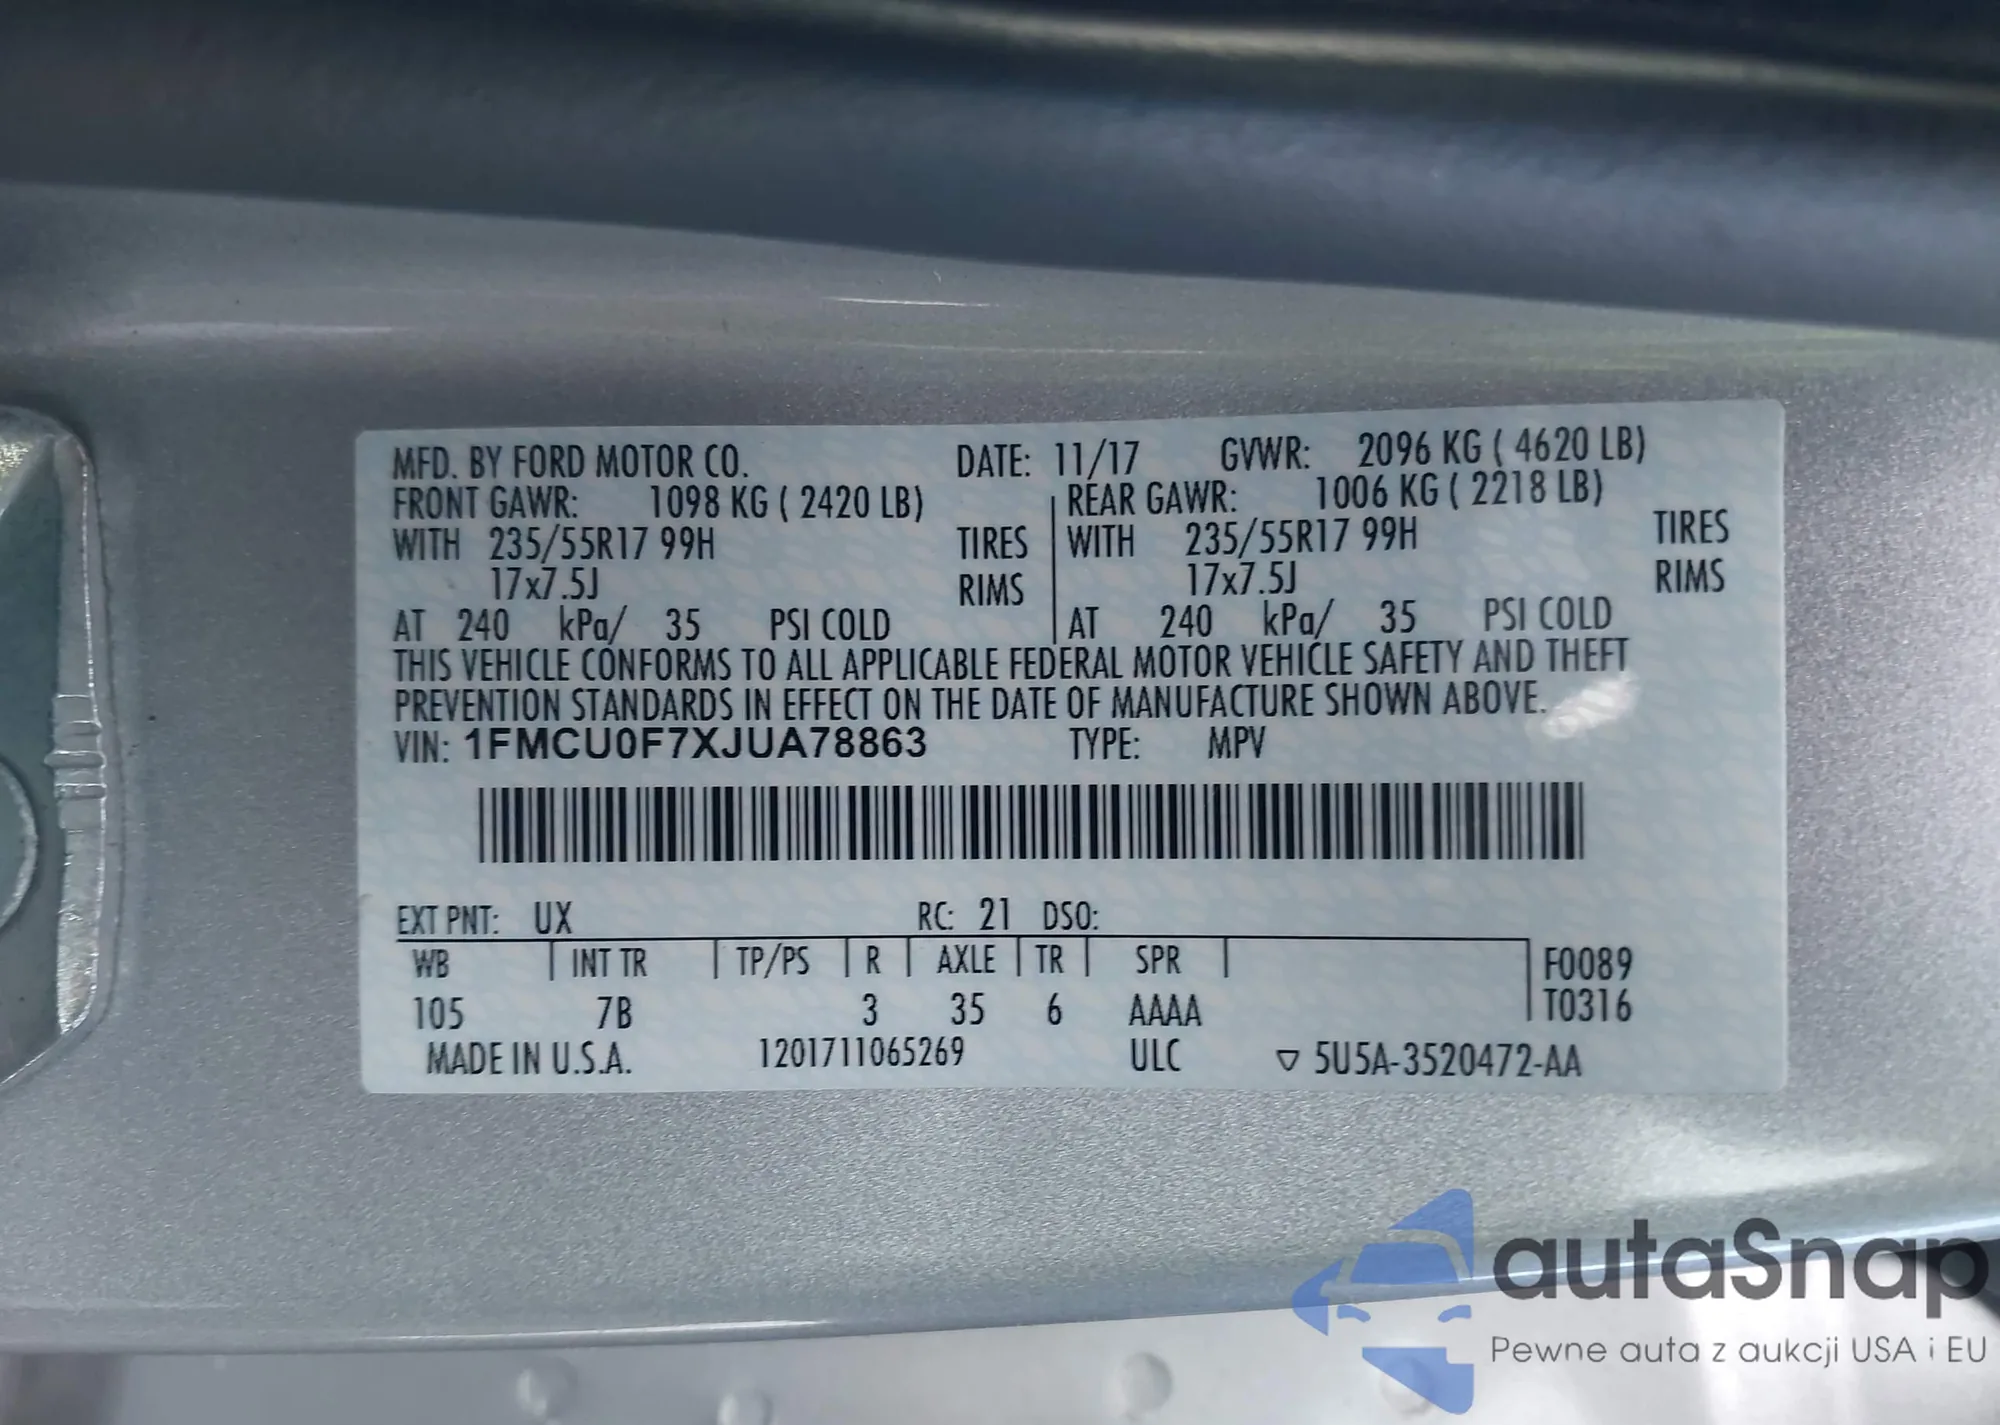 MFD. BY FORD MOTOR CO. DATE: 11/17 GVWR: 2096 KG ( 4620 LB)
FRONT GAWR: 1098 KG ( 2420 LB) REAR GAWR: 1006 KG ( 2218 LB)
WITH 235/55R17 99H TIRES WITH 235/55R17 99H TIRES
17x7.5J RIMS 17x7.5J RIMS
AT 240 kPa/ 35 PSI COLD AT 240 kPa/ 35 PSI COLD
THIS VEHICLE CONFORMS TO ALL APPLICABLE FEDERAL MOTOR VEHICLE SAFETY AND THEFT
PREVENTION STANDARDS IN EFFECT ON THE DATE OF MANUFACTURE SHOWN ABOVE.
VIN: 1FMCU0F7XJUA78863 TYPE: MPV
EXT PNT: UX RC: 21 DSO:
WB INT TR TP/PS R AXLE TR SPR F0089
105 7B 3 35 6 AAAA T0316
MADE IN U.S.A. 1201711065269 ULC ▽ 5U5A-3520472-AA
autaSnap
Pewne auta z aukcji USA i EU